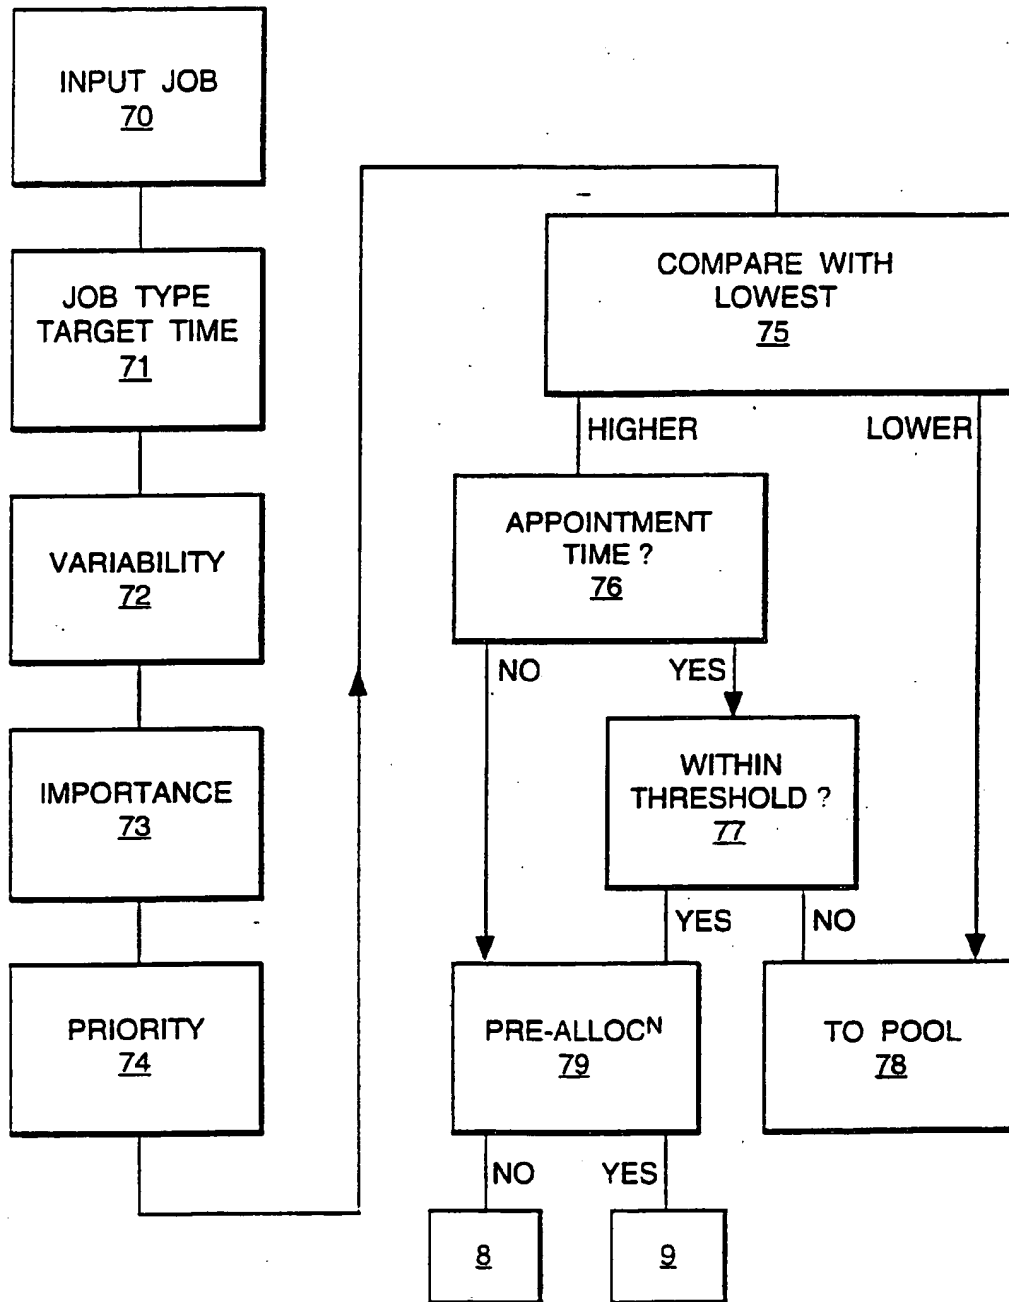 INPUT JOB
70
JOB TYPE
TARGET TIME
71
VARIABILITY
72
IMPORTANCE
73
PRIORITY
74
COMPARE WITH
LOWEST
75
HIGHER
LOWER
APPOINTMENT
TIME ?
76
NO
YES
WITHIN
THRESHOLD ?
77
YES
NO
PRE-ALLOCᴺ
79
TO POOL
78
NO
YES
8
9